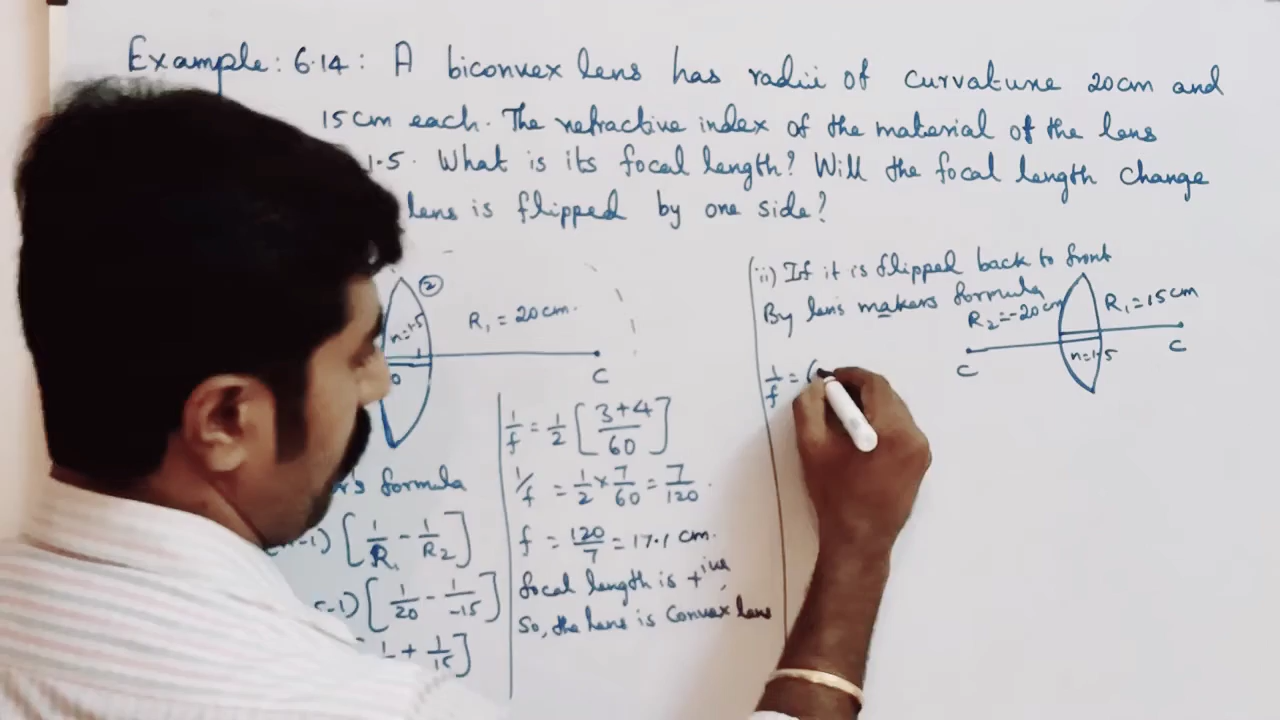 Example: 6.14: A biconvex lens has radii of curvature 20cm and
15cm each. The refractive index of the material of the lens
1.5. What is its focal length? Will the focal length change
lens is flipped by one side?
②
n=1.5
R₁ = 20cm.
O
C
formula
[1/R₁ - 1/R₂]
-1) [1/20 - 1/-15]
+ 1/15]
1/f = 1/2 [3+4/60]
1/f = 1/2 × 7/60 = 7/120.
f = 120/7 = 17.1 cm.
focal length is +ive,
So, the lens is convex lens
ii) If it is flipped back to front
By lens makers formula
R₂=-20cm
R₁=15cm
n=1.5
C
C
1/f = (